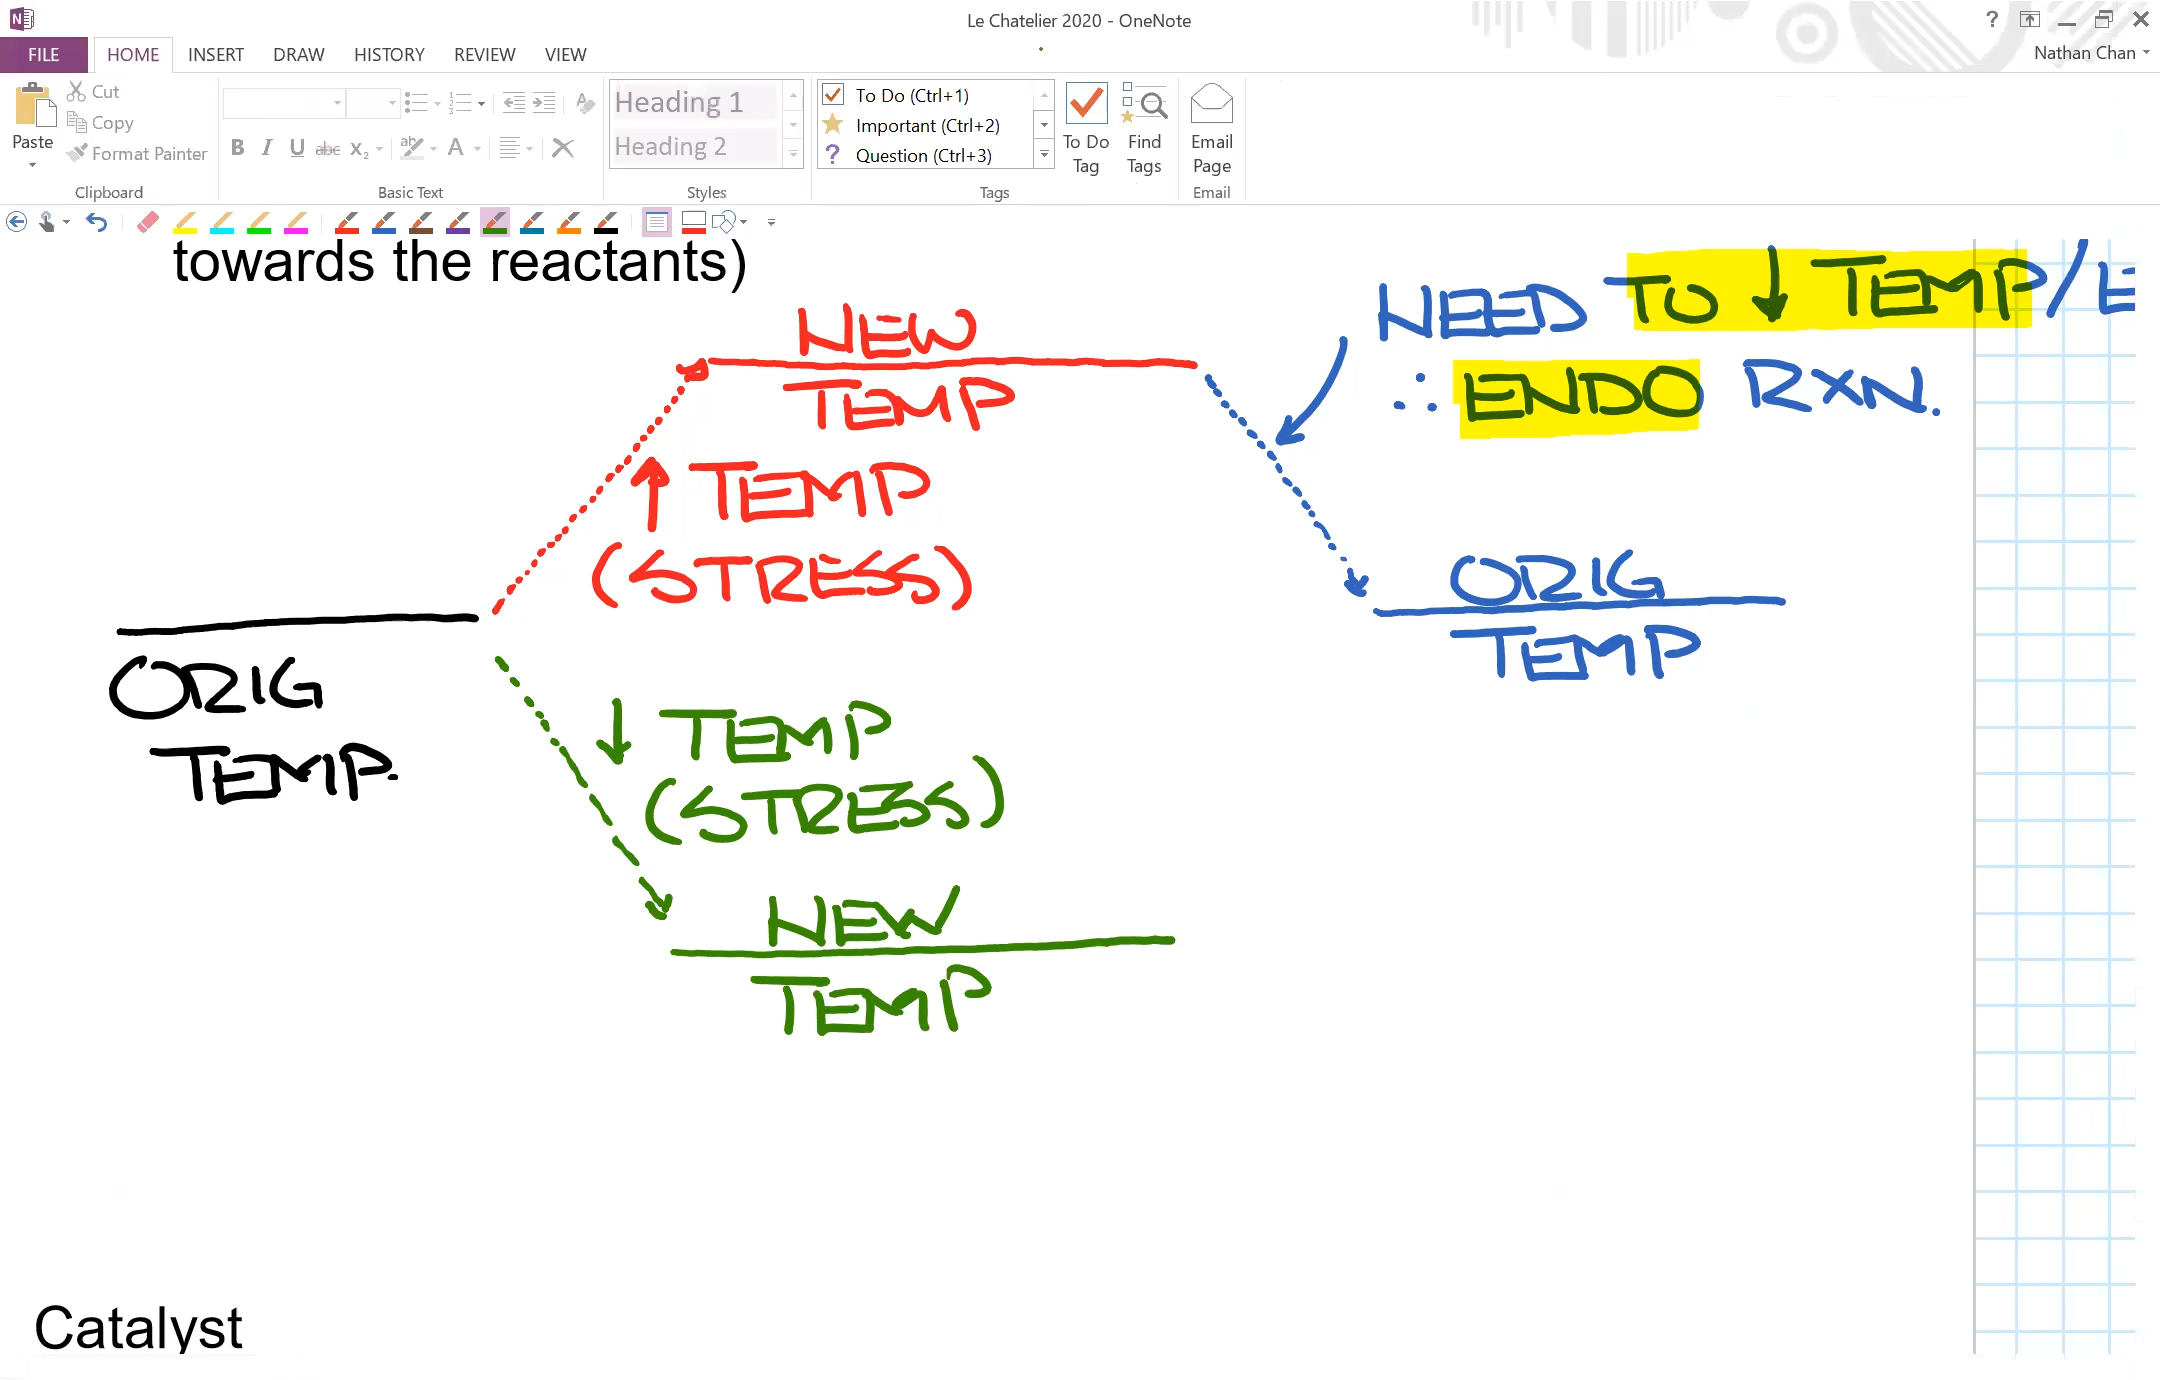 Le Chatelier 2020 - OneNote
?
Nathan Chan
FILE HOME INSERT DRAW HISTORY REVIEW VIEW
Paste
Cut
Copy
Format Painter
Clipboard
B I U abc X₂ A
Basic Text
Heading 1
Heading 2
Styles
To Do (Ctrl+1)
Important (Ctrl+2)
? Question (Ctrl+3)
To Do
Tag
Find
Tags
Tags
Email
Page
Email
towards the reactants)
NEED TO ↓ TEMP/E
∴ ENDO RXN.
NEW
TEMP
↑ TEMP
(STRESS)
ORIG
TEMP
ORIG
TEMP.
↓ TEMP
(STRESS)
NEW
TEMP
Catalyst